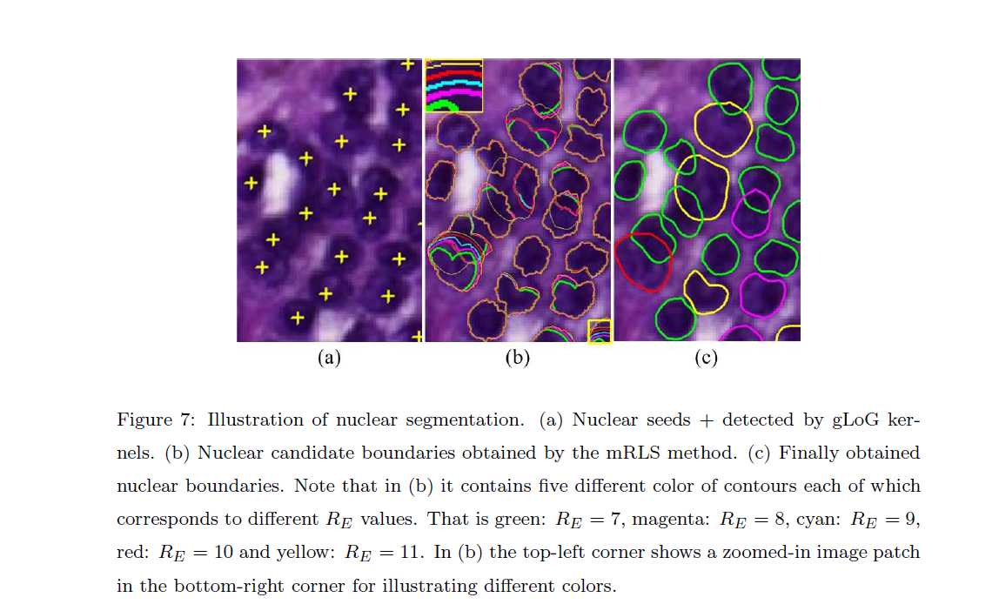 (a) (b) (c)
Figure 7: Illustration of nuclear segmentation. (a) Nuclear seeds + detected by gLoG ker-
nels. (b) Nuclear candidate boundaries obtained by the mRLS method. (c) Finally obtained
nuclear boundaries. Note that in (b) it contains five different color of contours each of which
corresponds to different R_E values. That is green: R_E = 7, magenta: R_E = 8, cyan: R_E = 9,
red: R_E = 10 and yellow: R_E = 11. In (b) the top-left corner shows a zoomed-in image patch
in the bottom-right corner for illustrating different colors.